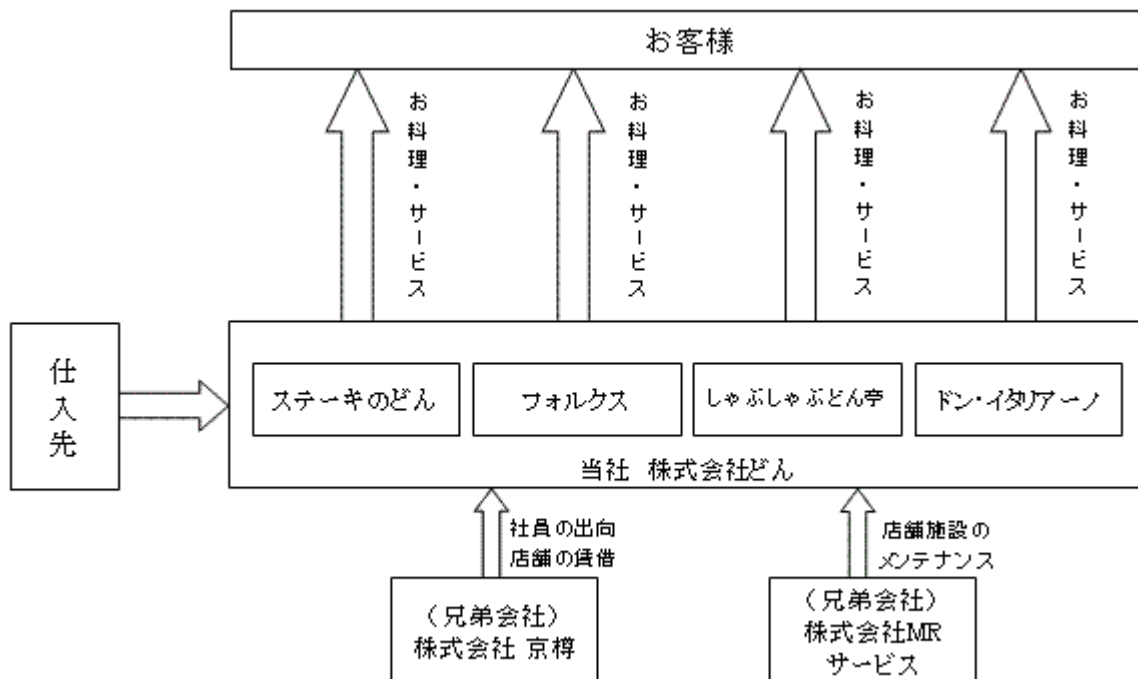 お客様
お料理・サービス
お料理・サービス
お料理・サービス
お料理・サービス
仕入先
ステーキのどん
フォルクス
しゃぶしゃぶどん亭
ドン・イタリアーノ
当社 株式会社どん
社員の出向
店舗の賃借
店舗施設の
メンテナンス
（兄弟会社）
株式会社 京樽
（兄弟会社）
株式会社MR
サービス